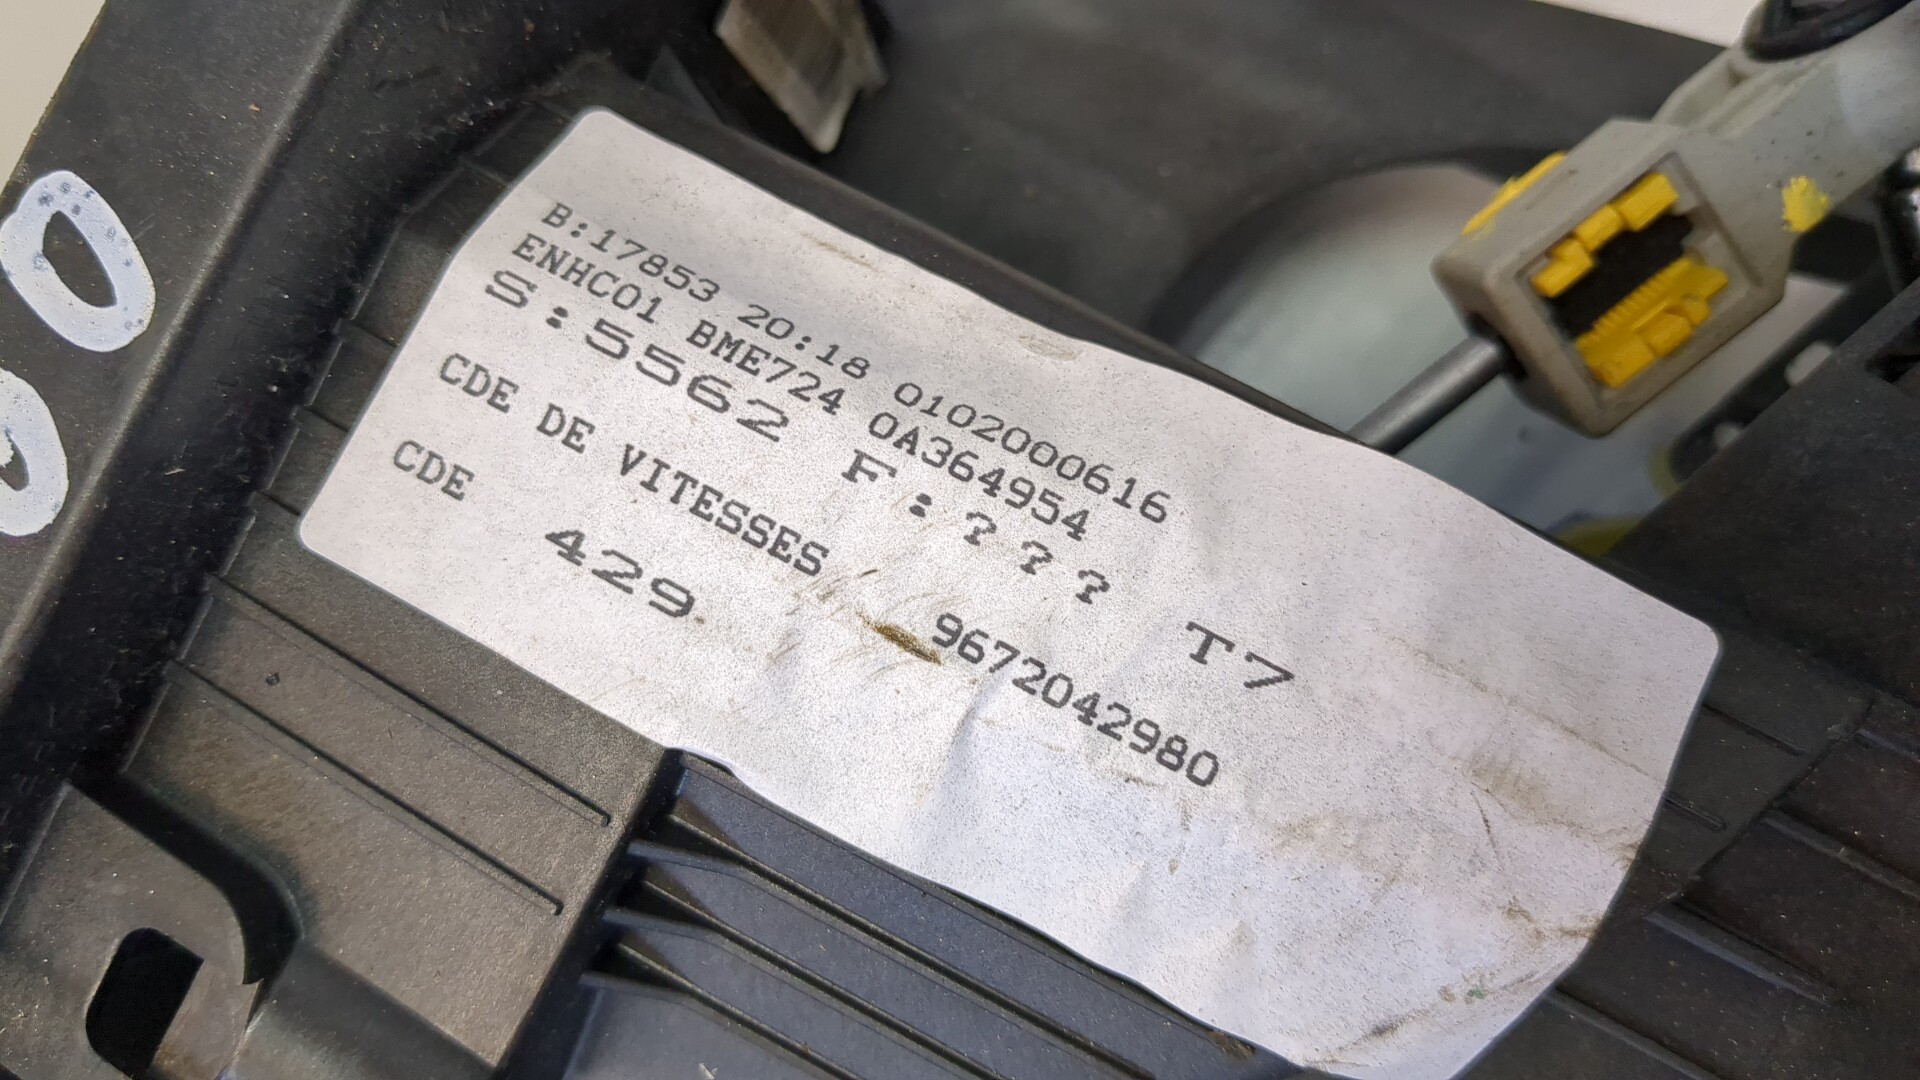 B:17853 20:18 0102000616
ENHC01 BME724 0A364954
S:5562 F:??? T7
CDE DE VITESSES 9672042980
CDE 429